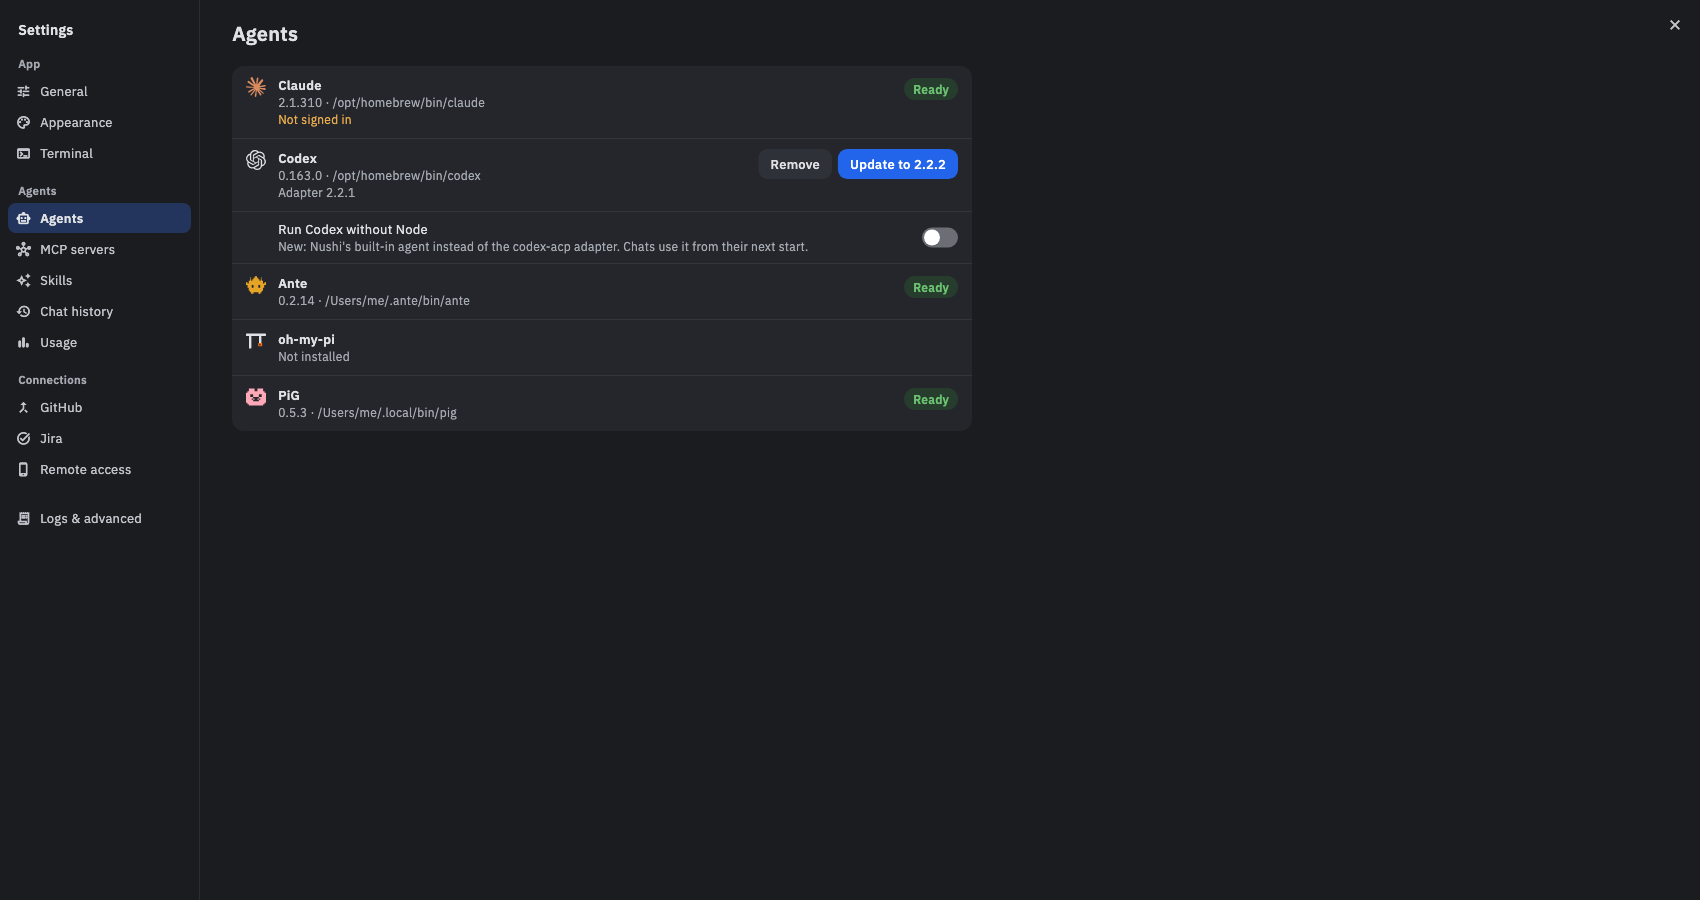 Settings
App
General
Appearance
Terminal
Agents
Agents
MCP servers
Skills
Chat history
Usage
Connections
GitHub
Jira
Remote access
Logs & advanced
Agents
Claude
2.1.310 · /opt/homebrew/bin/claude
Not signed in
Ready
Codex
0.163.0 · /opt/homebrew/bin/codex
Adapter 2.2.1
Remove
Update to 2.2.2
Run Codex without Node
New: Nushi's built-in agent instead of the codex-acp adapter. Chats use it from their next start.
Ante
0.2.14 · /Users/me/.ante/bin/ante
Ready
oh-my-pi
Not installed
PiG
0.5.3 · /Users/me/.local/bin/pig
Ready